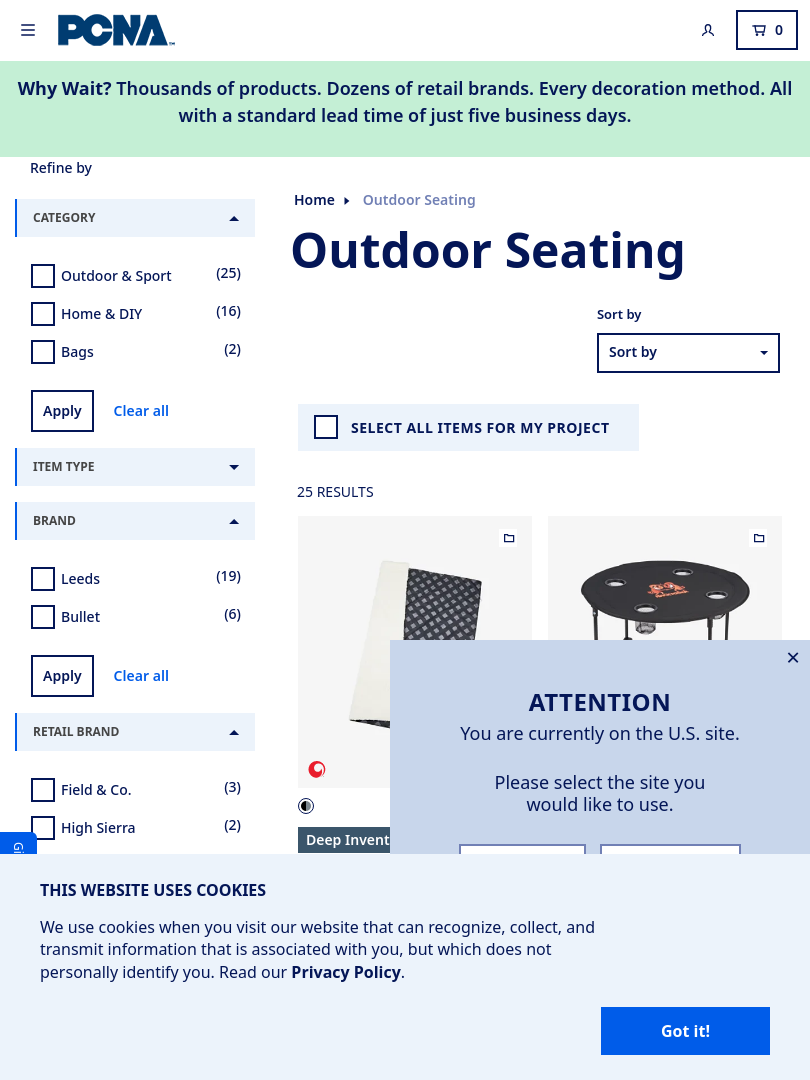 PCNA
0
Why Wait? Thousands of products. Dozens of retail brands. Every decoration method. All
with a standard lead time of just five business days.
Refine by
CATEGORY
Outdoor & Sport (25)
Home & DIY (16)
Bags (2)
Apply Clear all
ITEM TYPE
BRAND
Leeds (19)
Bullet (6)
Apply Clear all
RETAIL BRAND
Field & Co. (3)
High Sierra (2)
Home Outdoor Seating
Outdoor Seating
Sort by
Sort by
SELECT ALL ITEMS FOR MY PROJECT
25 RESULTS
Deep Invent
ATTENTION
You are currently on the U.S. site.
Please select the site you
would like to use.
THIS WEBSITE USES COOKIES
We use cookies when you visit our website that can recognize, collect, and
transmit information that is associated with you, but which does not
personally identify you. Read our Privacy Policy.
Got it!